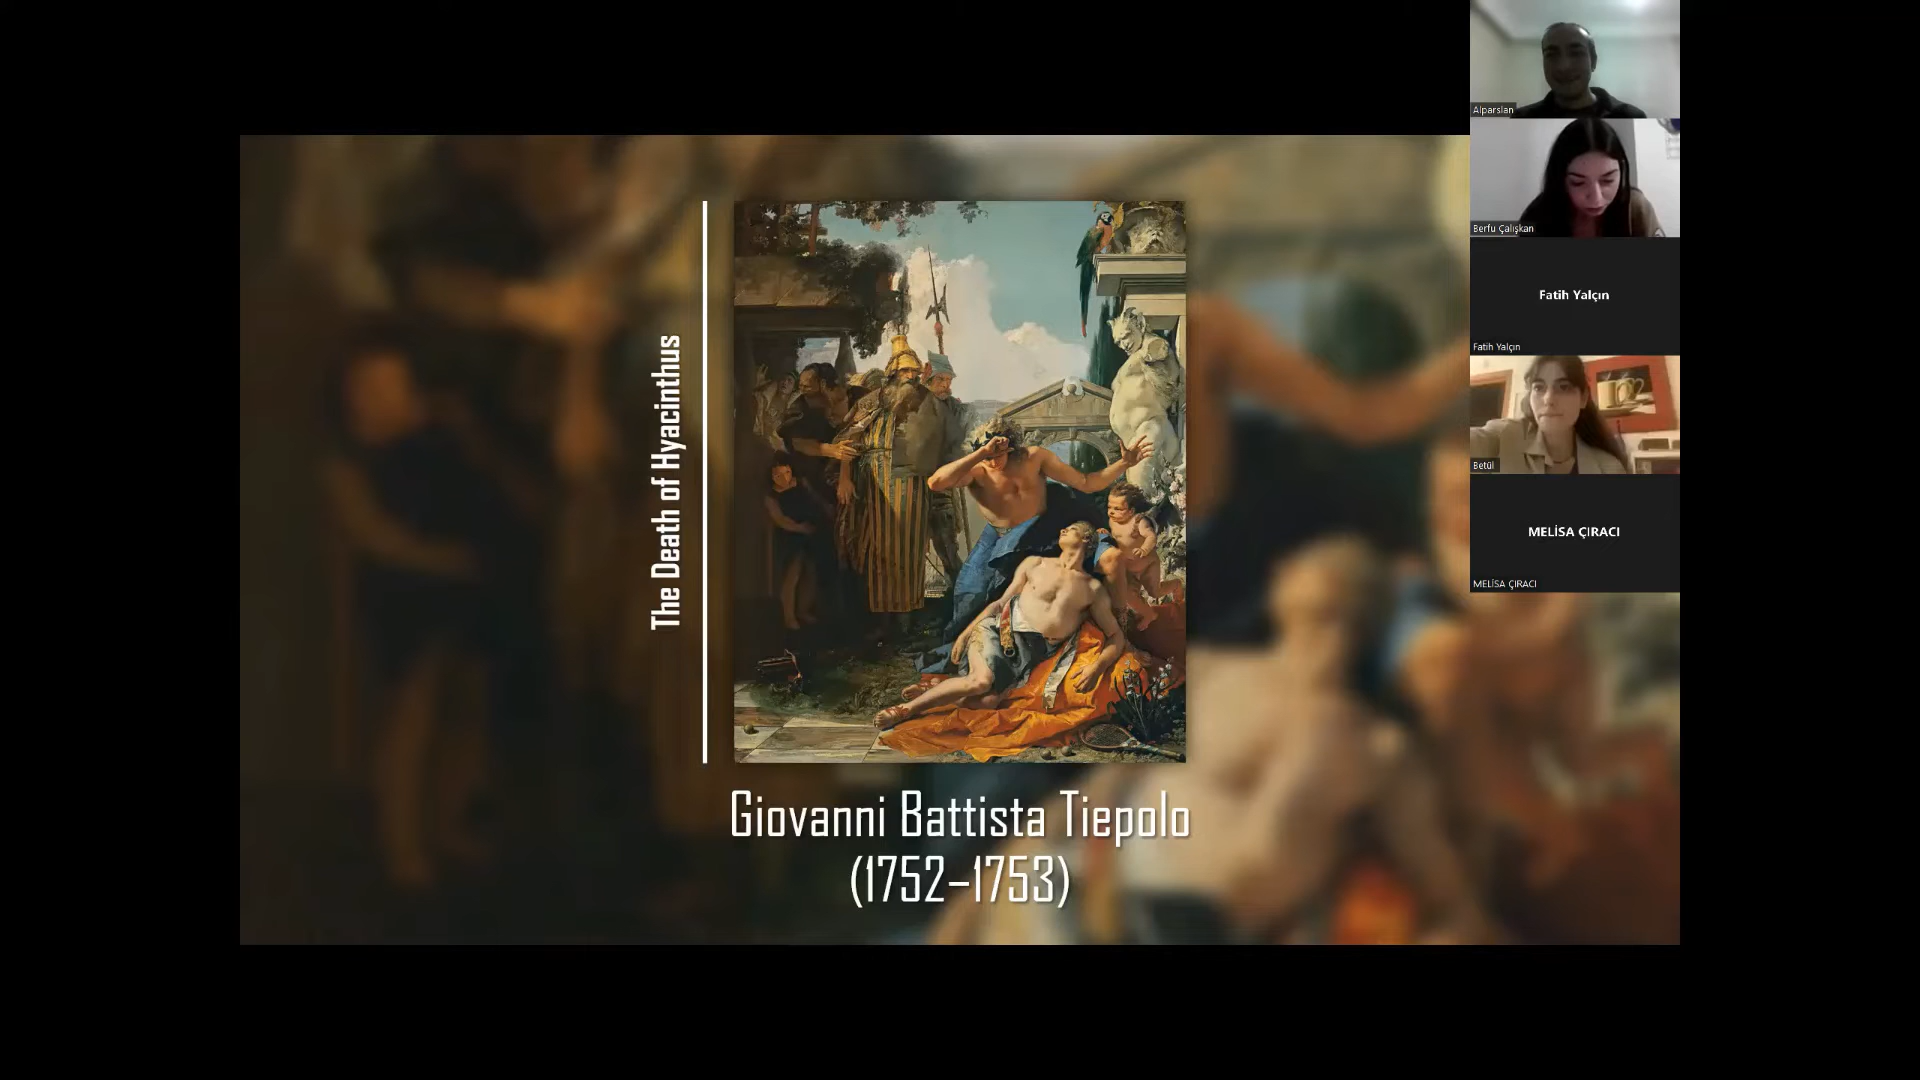 The Death of Hyacinthus
Giovanni Battista Tiepolo
(1752–1753)
Alparslan
Berfu Çalışkan
Fatih Yalçın
Fatih Yalçın
Betül
MELİSA ÇIRACI
MELİSA ÇIRACI